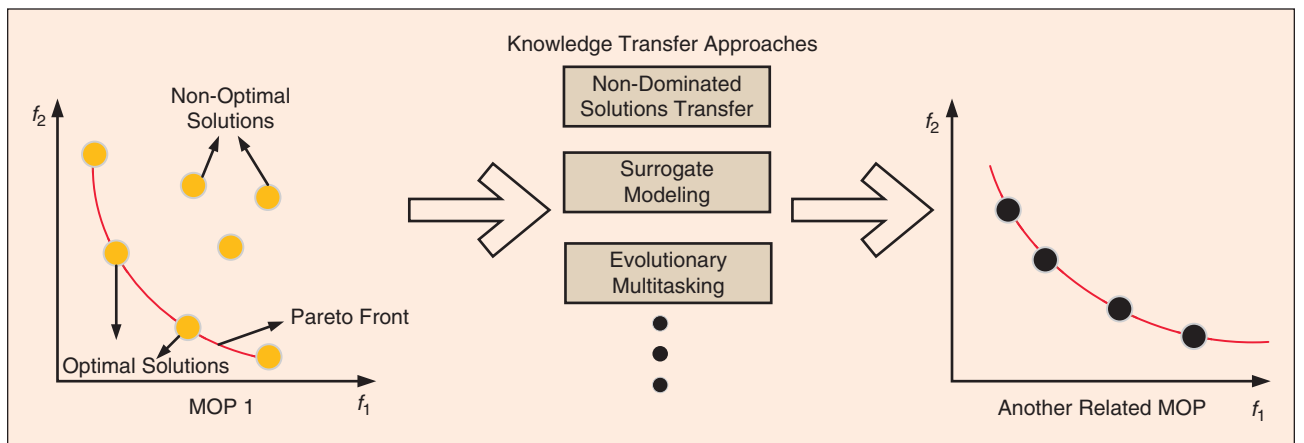 Knowledge Transfer Approaches
Non-Dominated
Solutions Transfer
Surrogate
Modeling
Evolutionary
Multitasking
f2
Non-Optimal
Solutions
Pareto Front
Optimal Solutions
MOP 1
f1
f2
Another Related MOP
f1